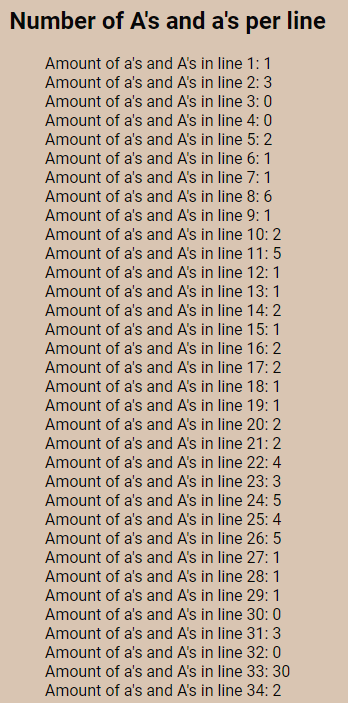 Number of A's and a's per line
Amount of a's and A's in line 1: 1
Amount of a's and A's in line 2: 3
Amount of a's and A's in line 3: 0
Amount of a's and A's in line 4: 0
Amount of a's and A's in line 5: 2
Amount of a's and A's in line 6: 1
Amount of a's and A's in line 7: 1
Amount of a's and A's in line 8: 6
Amount of a's and A's in line 9: 1
Amount of a's and A's in line 10: 2
Amount of a's and A's in line 11: 5
Amount of a's and A's in line 12: 1
Amount of a's and A's in line 13: 1
Amount of a's and A's in line 14: 2
Amount of a's and A's in line 15: 1
Amount of a's and A's in line 16: 2
Amount of a's and A's in line 17: 2
Amount of a's and A's in line 18: 1
Amount of a's and A's in line 19: 1
Amount of a's and A's in line 20: 2
Amount of a's and A's in line 21: 2
Amount of a's and A's in line 22: 4
Amount of a's and A's in line 23: 3
Amount of a's and A's in line 24: 5
Amount of a's and A's in line 25: 4
Amount of a's and A's in line 26: 5
Amount of a's and A's in line 27: 1
Amount of a's and A's in line 28: 1
Amount of a's and A's in line 29: 1
Amount of a's and A's in line 30: 0
Amount of a's and A's in line 31: 3
Amount of a's and A's in line 32: 0
Amount of a's and A's in line 33: 30
Amount of a's and A's in line 34: 2